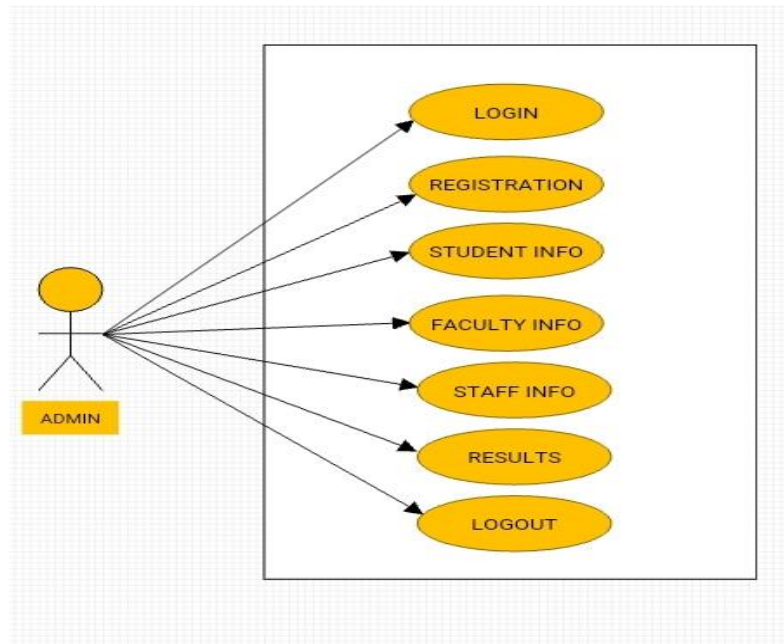 LOGIN
REGISTRATION
STUDENT INFO
FACULTY INFO
STAFF INFO
RESULTS
LOGOUT
ADMIN